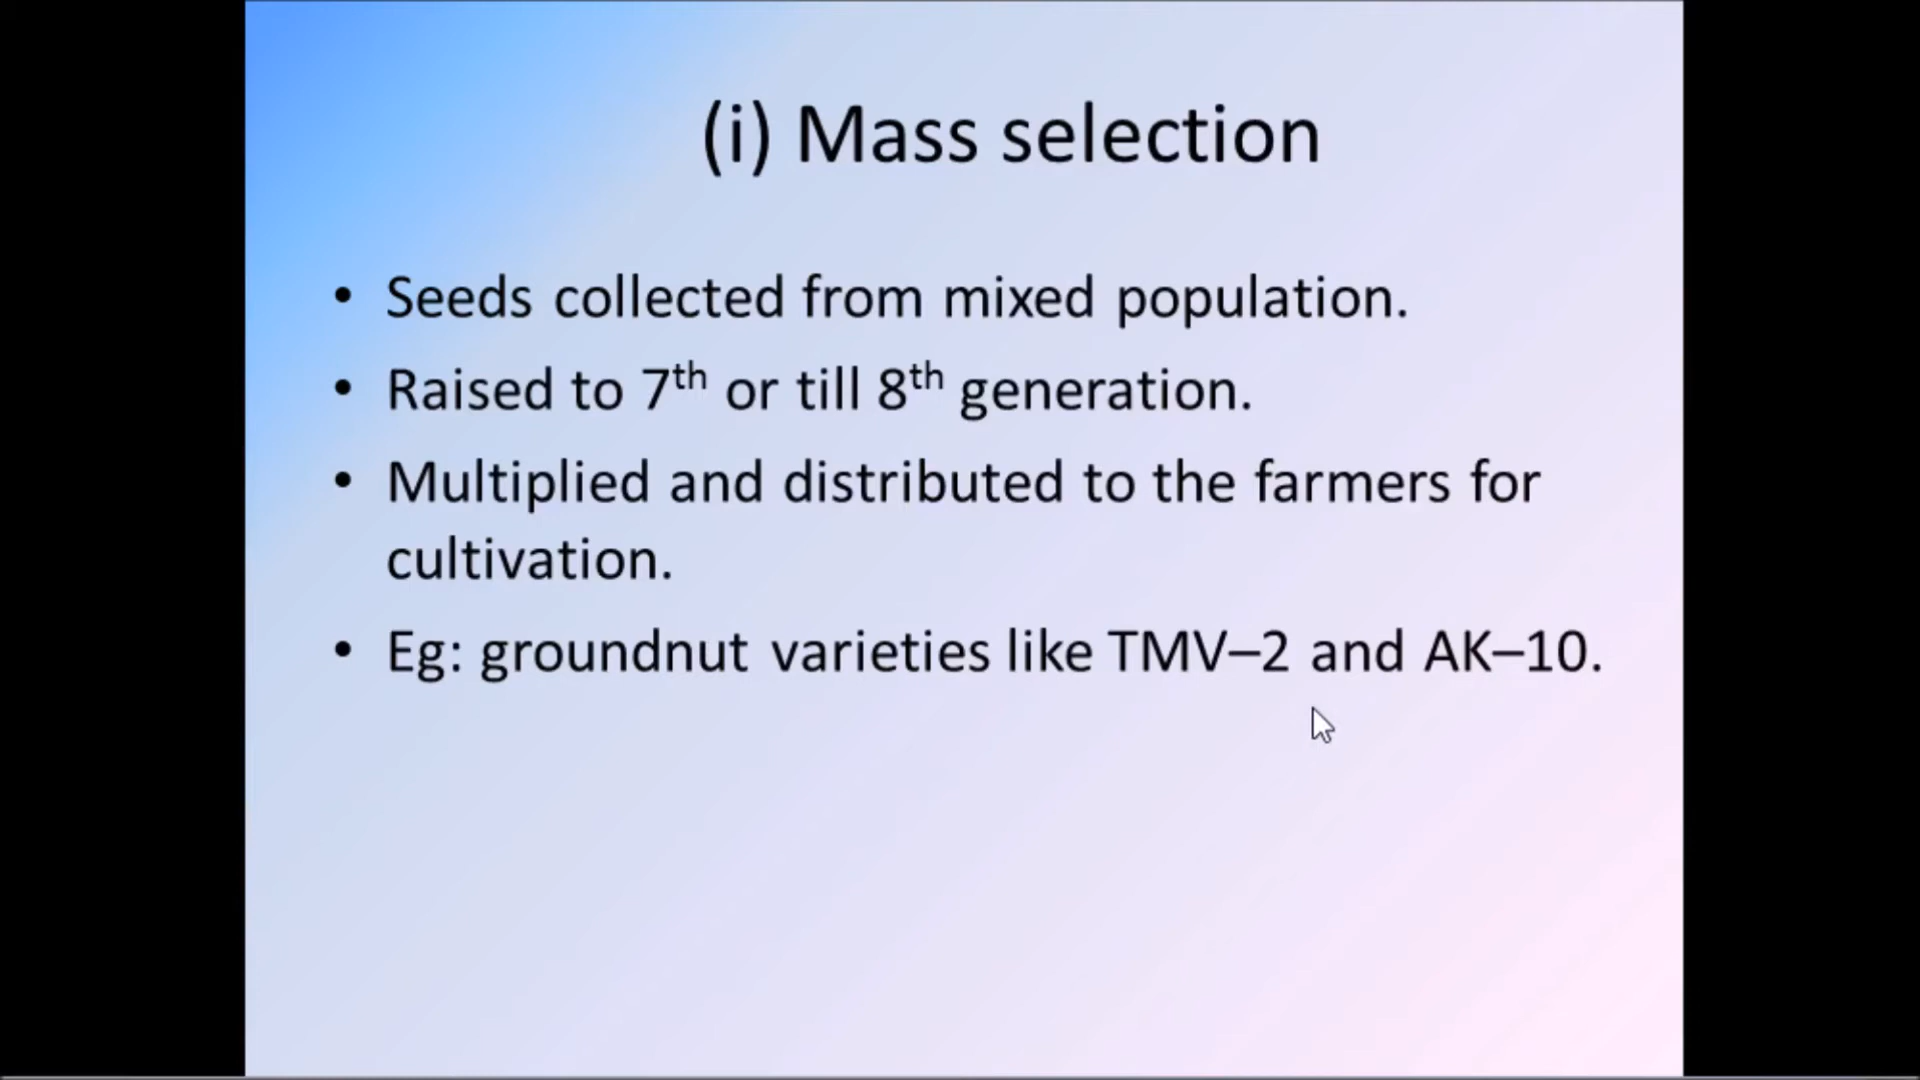 (i) Mass selection
• Seeds collected from mixed population.
• Raised to 7th or till 8th generation.
• Multiplied and distributed to the farmers for
cultivation.
• Eg: groundnut varieties like TMV–2 and AK–10.